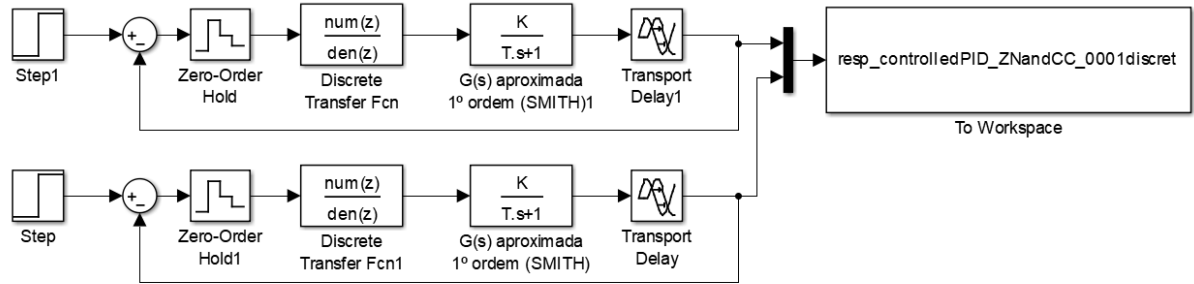 num(z)
den(z)
K
T.s+1
resp_controlledPID_ZNandCC_0001discret
Step1
Zero-Order
Hold
Discrete
Transfer Fcn
G(s) aproximada
1º ordem (SMITH)1
Transport
Delay1
To Workspace
num(z)
den(z)
K
T.s+1
Step
Zero-Order
Hold1
Discrete
Transfer Fcn1
G(s) aproximada
1º ordem (SMITH)
Transport
Delay